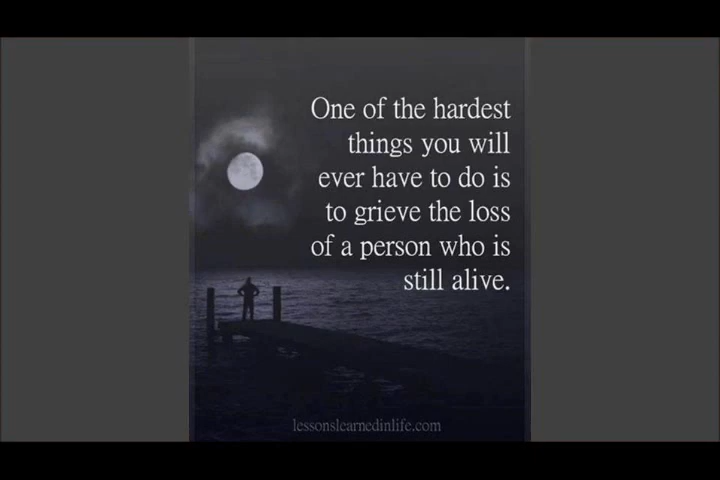 One of the hardest
things you will
ever have to do is
to grieve the loss
of a person who is
still alive.
lessonslearnedinlife.com